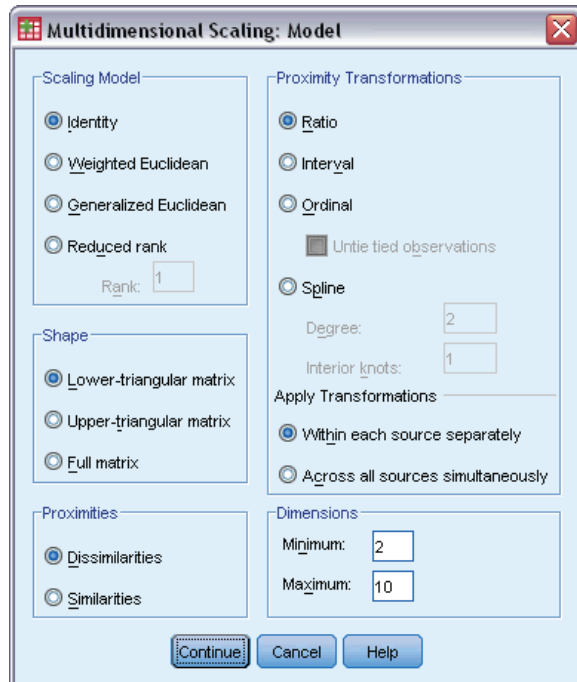 Multidimensional Scaling: Model
Scaling Model
Identity
Weighted Euclidean
Generalized Euclidean
Reduced rank
Rank: 1
Shape
Lower-triangular matrix
Upper-triangular matrix
Full matrix
Proximities
Dissimilarities
Similarities
Proximity Transformations
Ratio
Interval
Ordinal
Untie tied observations
Spline
Degree: 2
Interior knots: 1
Apply Transformations
Within each source separately
Across all sources simultaneously
Dimensions
Minimum: 2
Maximum: 10
Continue Cancel Help